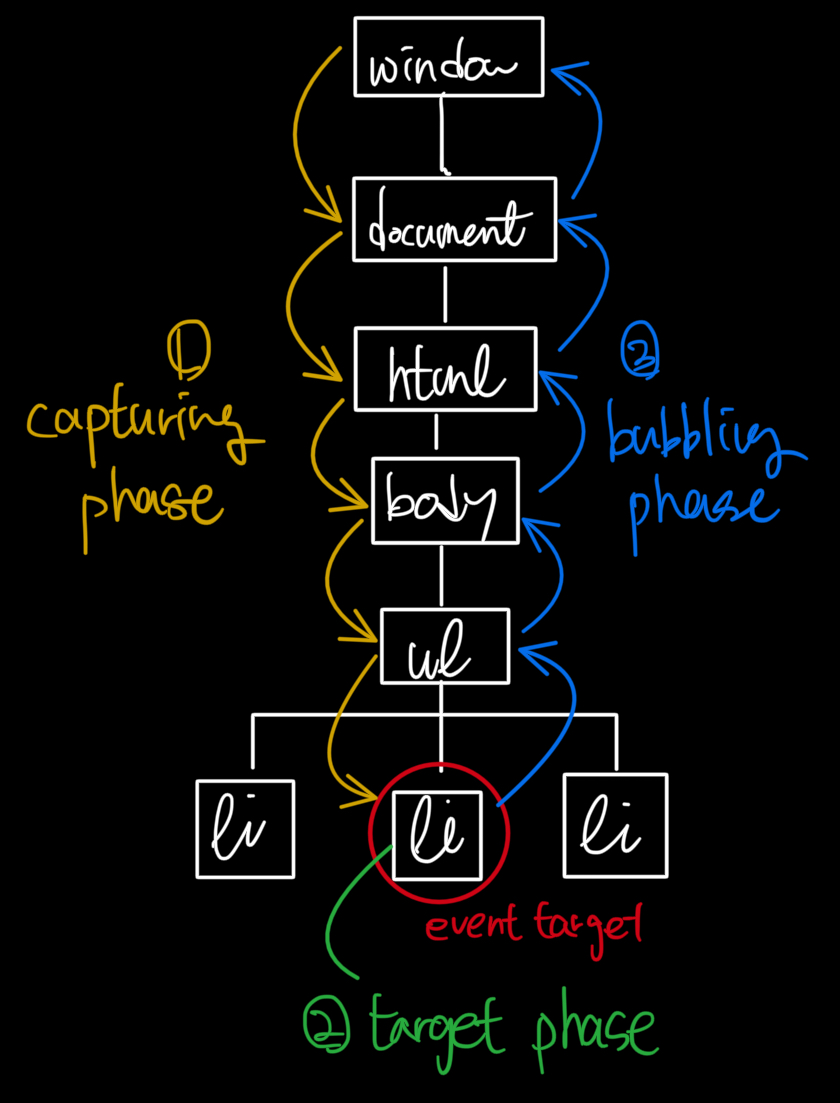 window
document
html
①
capturing
phase
③
bubbling
phase
body
ul
li
li
li
event target
② target phase